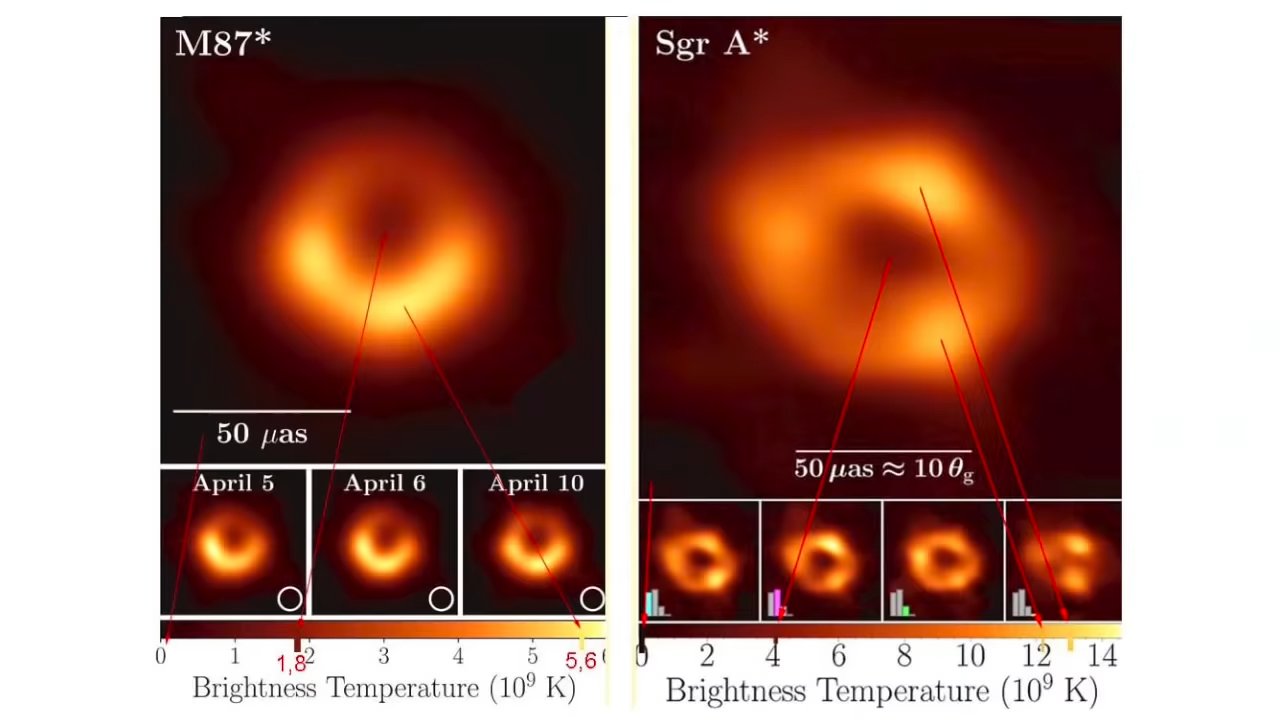 M87*
50 μas
April 5
April 6
April 10
0 1 1,8 2 3 4 5 5,6 6
Brightness Temperature (10⁹ K)
Sgr A*
50 μas ≈ 10 θg
0 2 4 6 8 10 12 14
Brightness Temperature (10⁹ K)